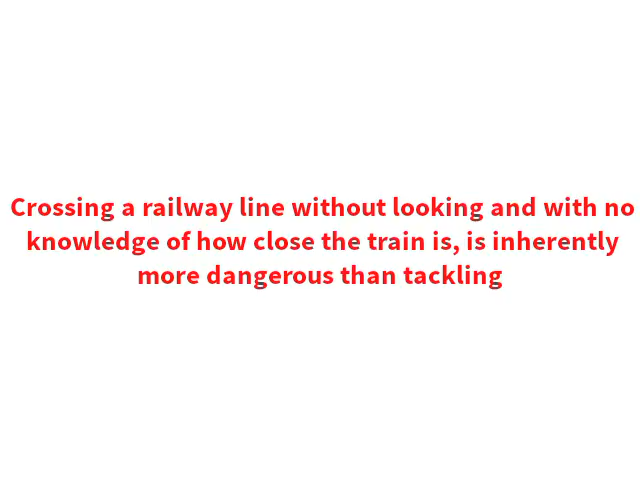 Crossing a railway line without looking and with no
knowledge of how close the train is, is inherently
more dangerous than tackling